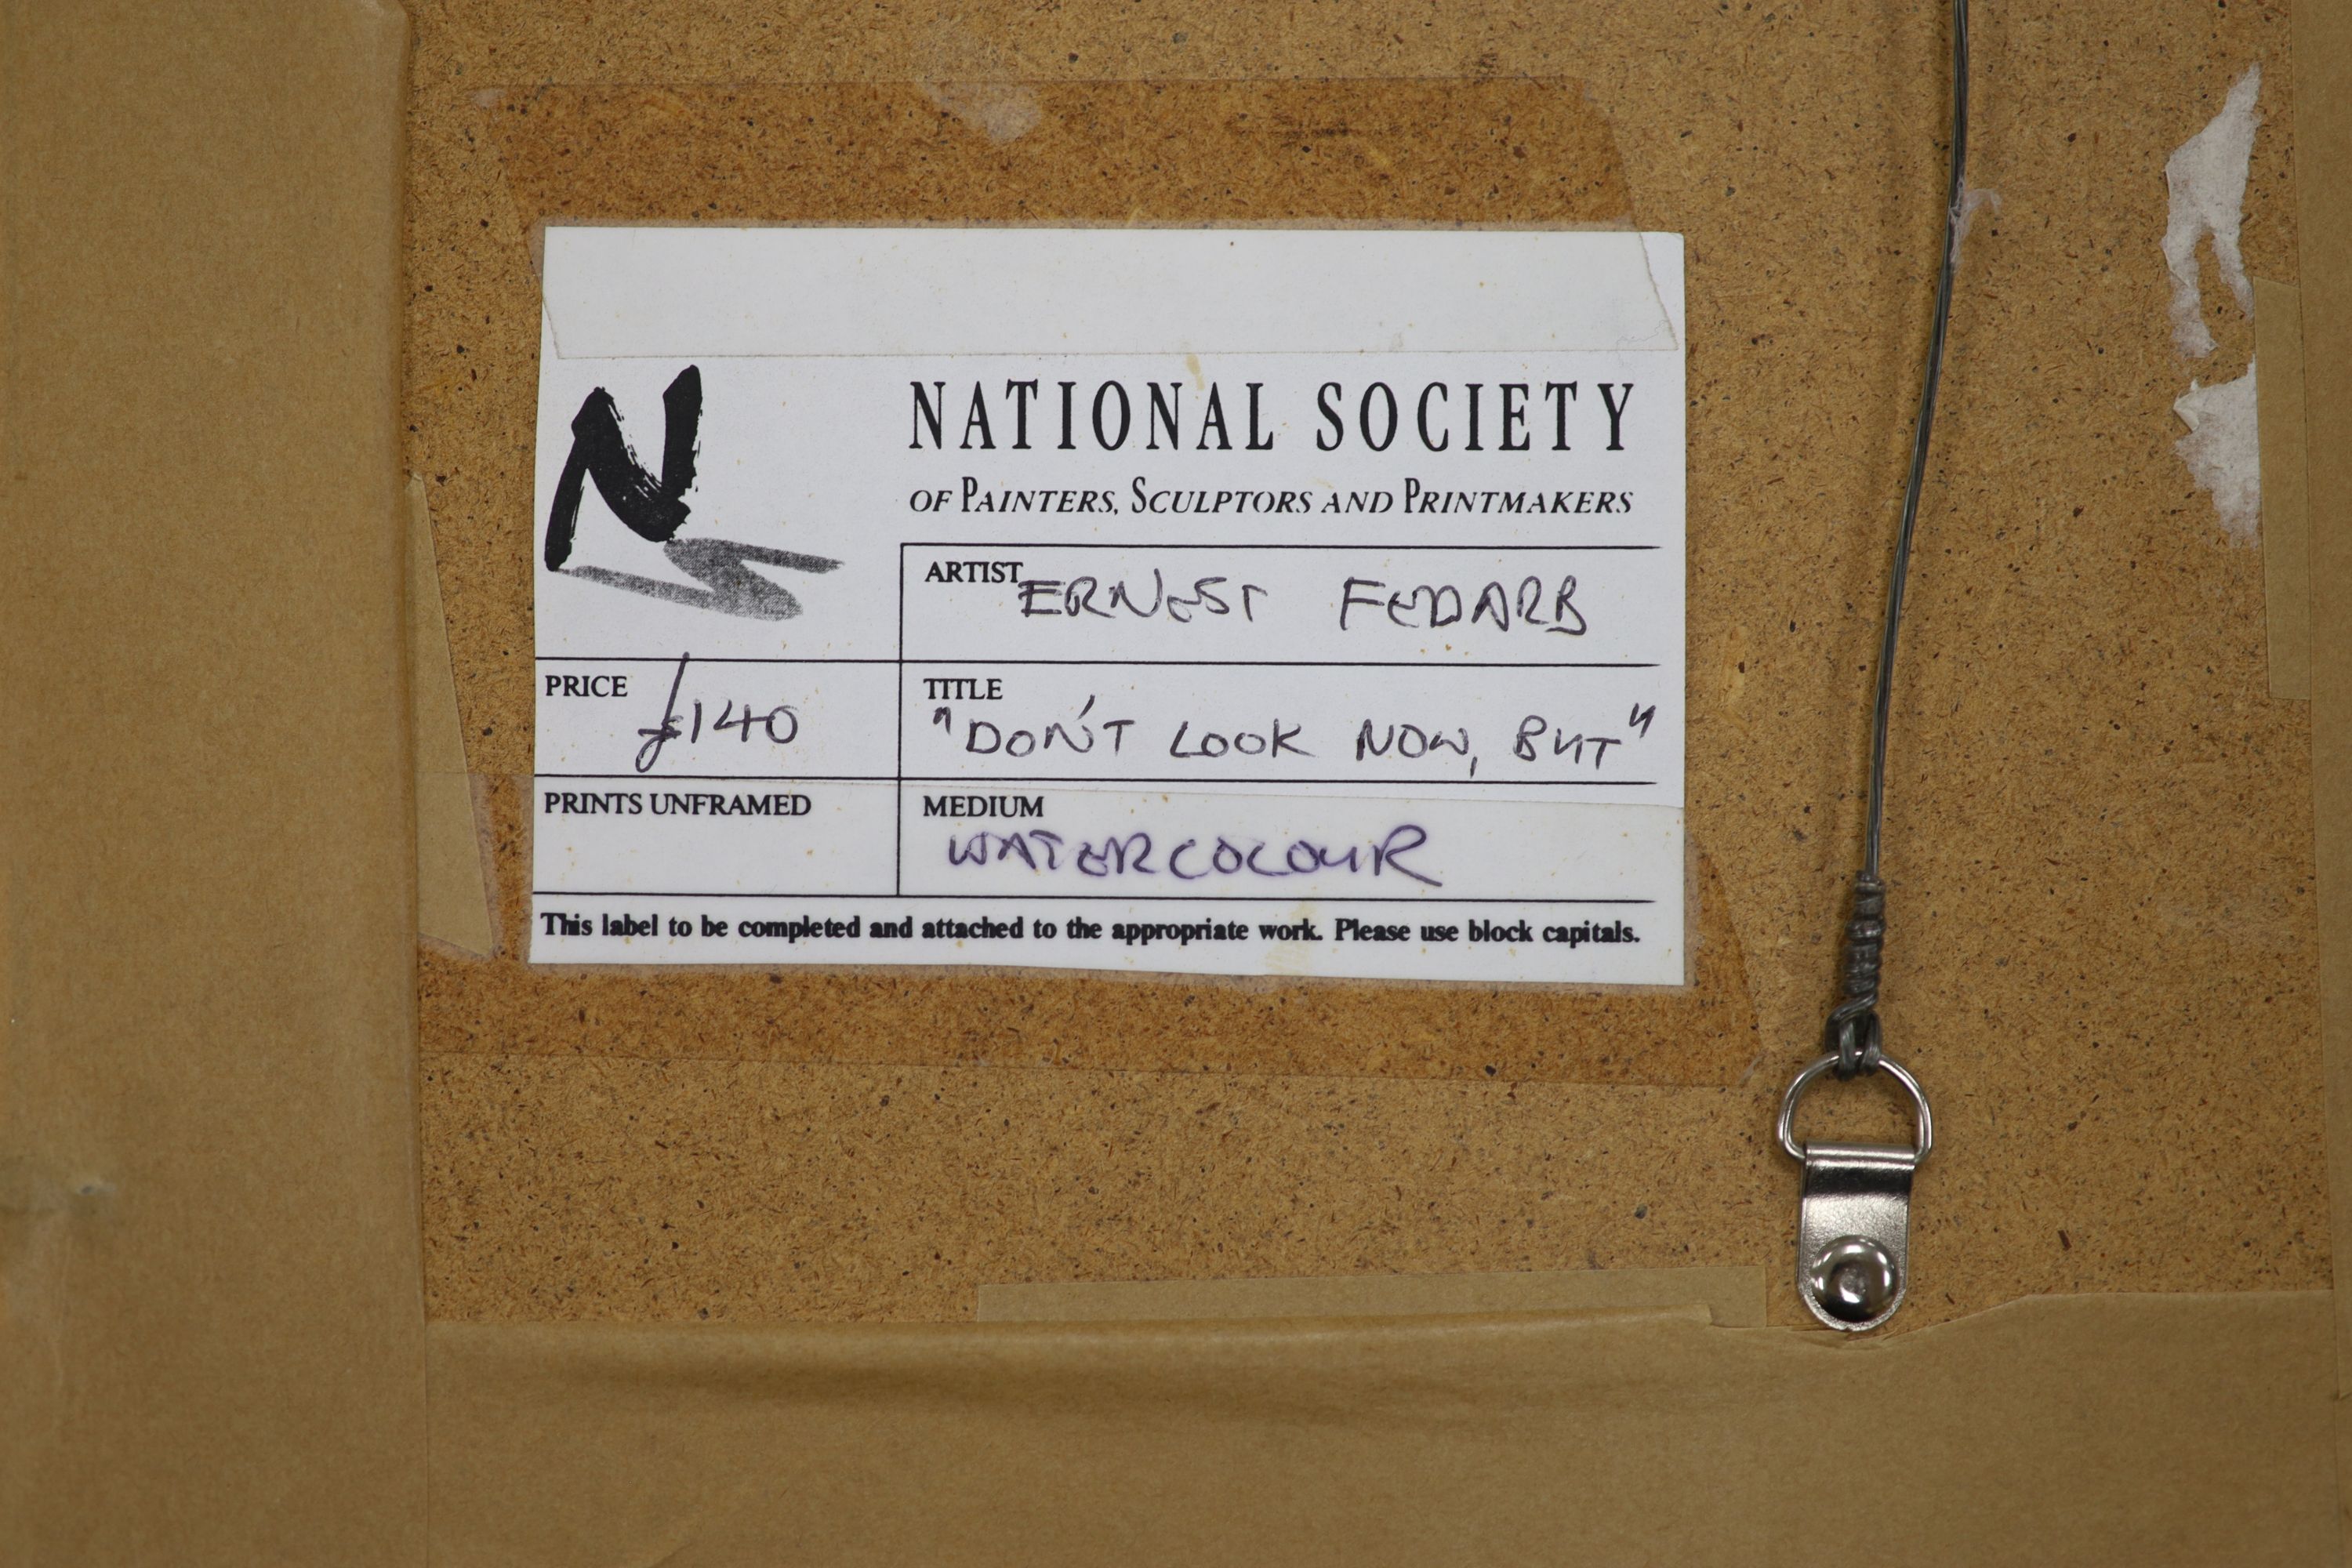 N
NATIONAL SOCIETY
OF PAINTERS, SCULPTORS AND PRINTMAKERS
ARTIST ERNEST FEDARB
PRICE £140
TITLE "DON'T LOOK NOW, BUT"
PRINTS UNFRAMED
MEDIUM WATERCOLOUR
This label to be completed and attached to the appropriate work. Please use block capitals.